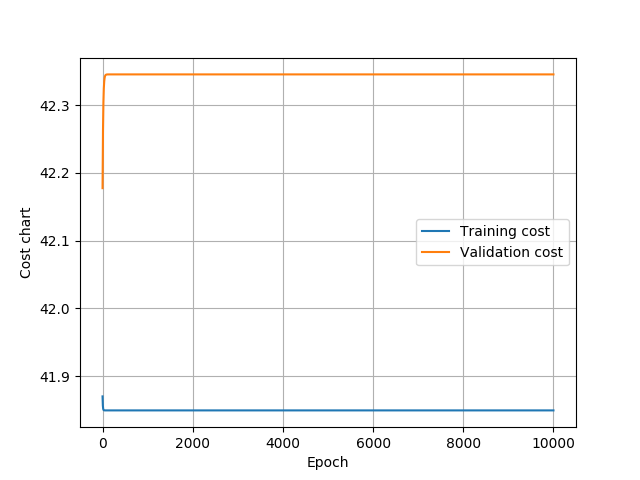 42.3
42.2
42.1
42.0
41.9
Cost chart
Training cost
Validation cost
0 2000 4000 6000 8000 10000
Epoch